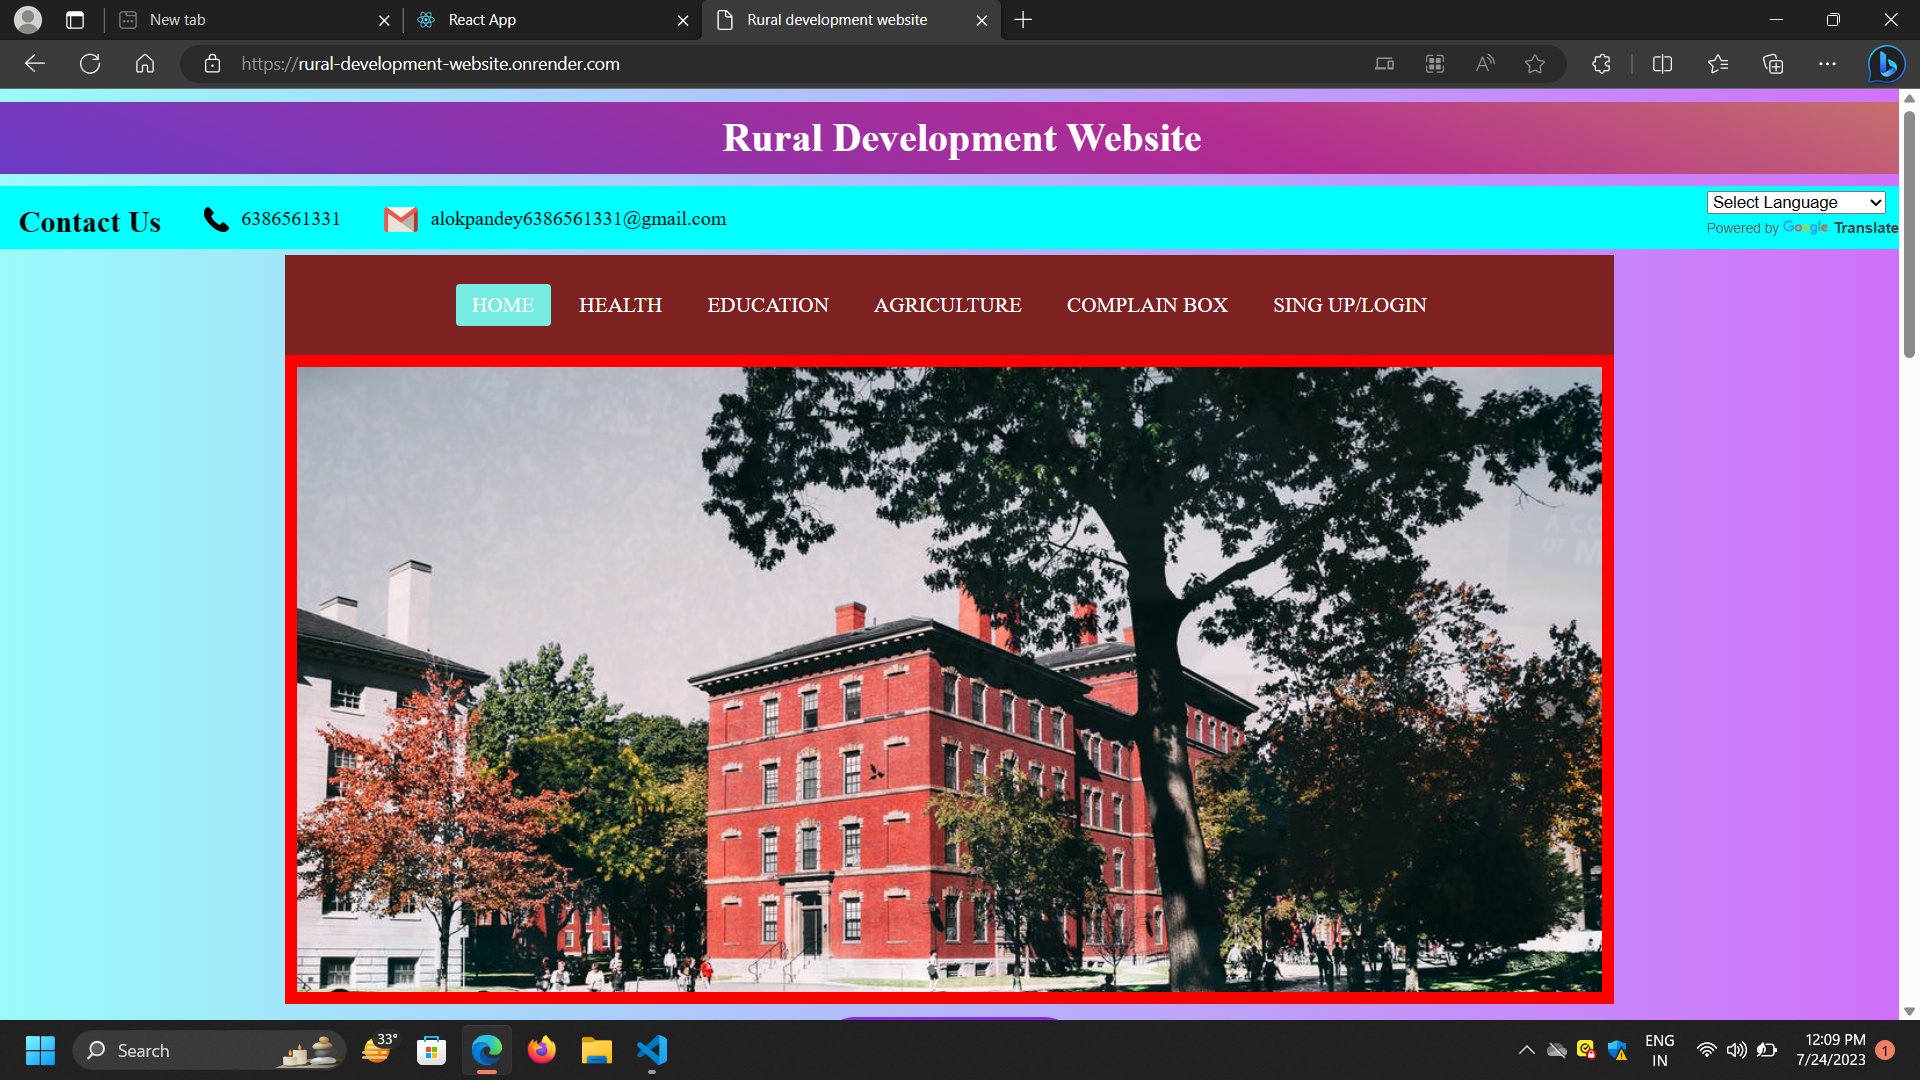 New tab
React App
Rural development website
https://rural-development-website.onrender.com
Rural Development Website
Contact Us
6386561331
alokpandey6386561331@gmail.com
Select Language
Powered by Google Translate
HOME
HEALTH
EDUCATION
AGRICULTURE
COMPLAIN BOX
SING UP/LOGIN
Search
33°
ENG
IN
12:09 PM
7/24/2023
1